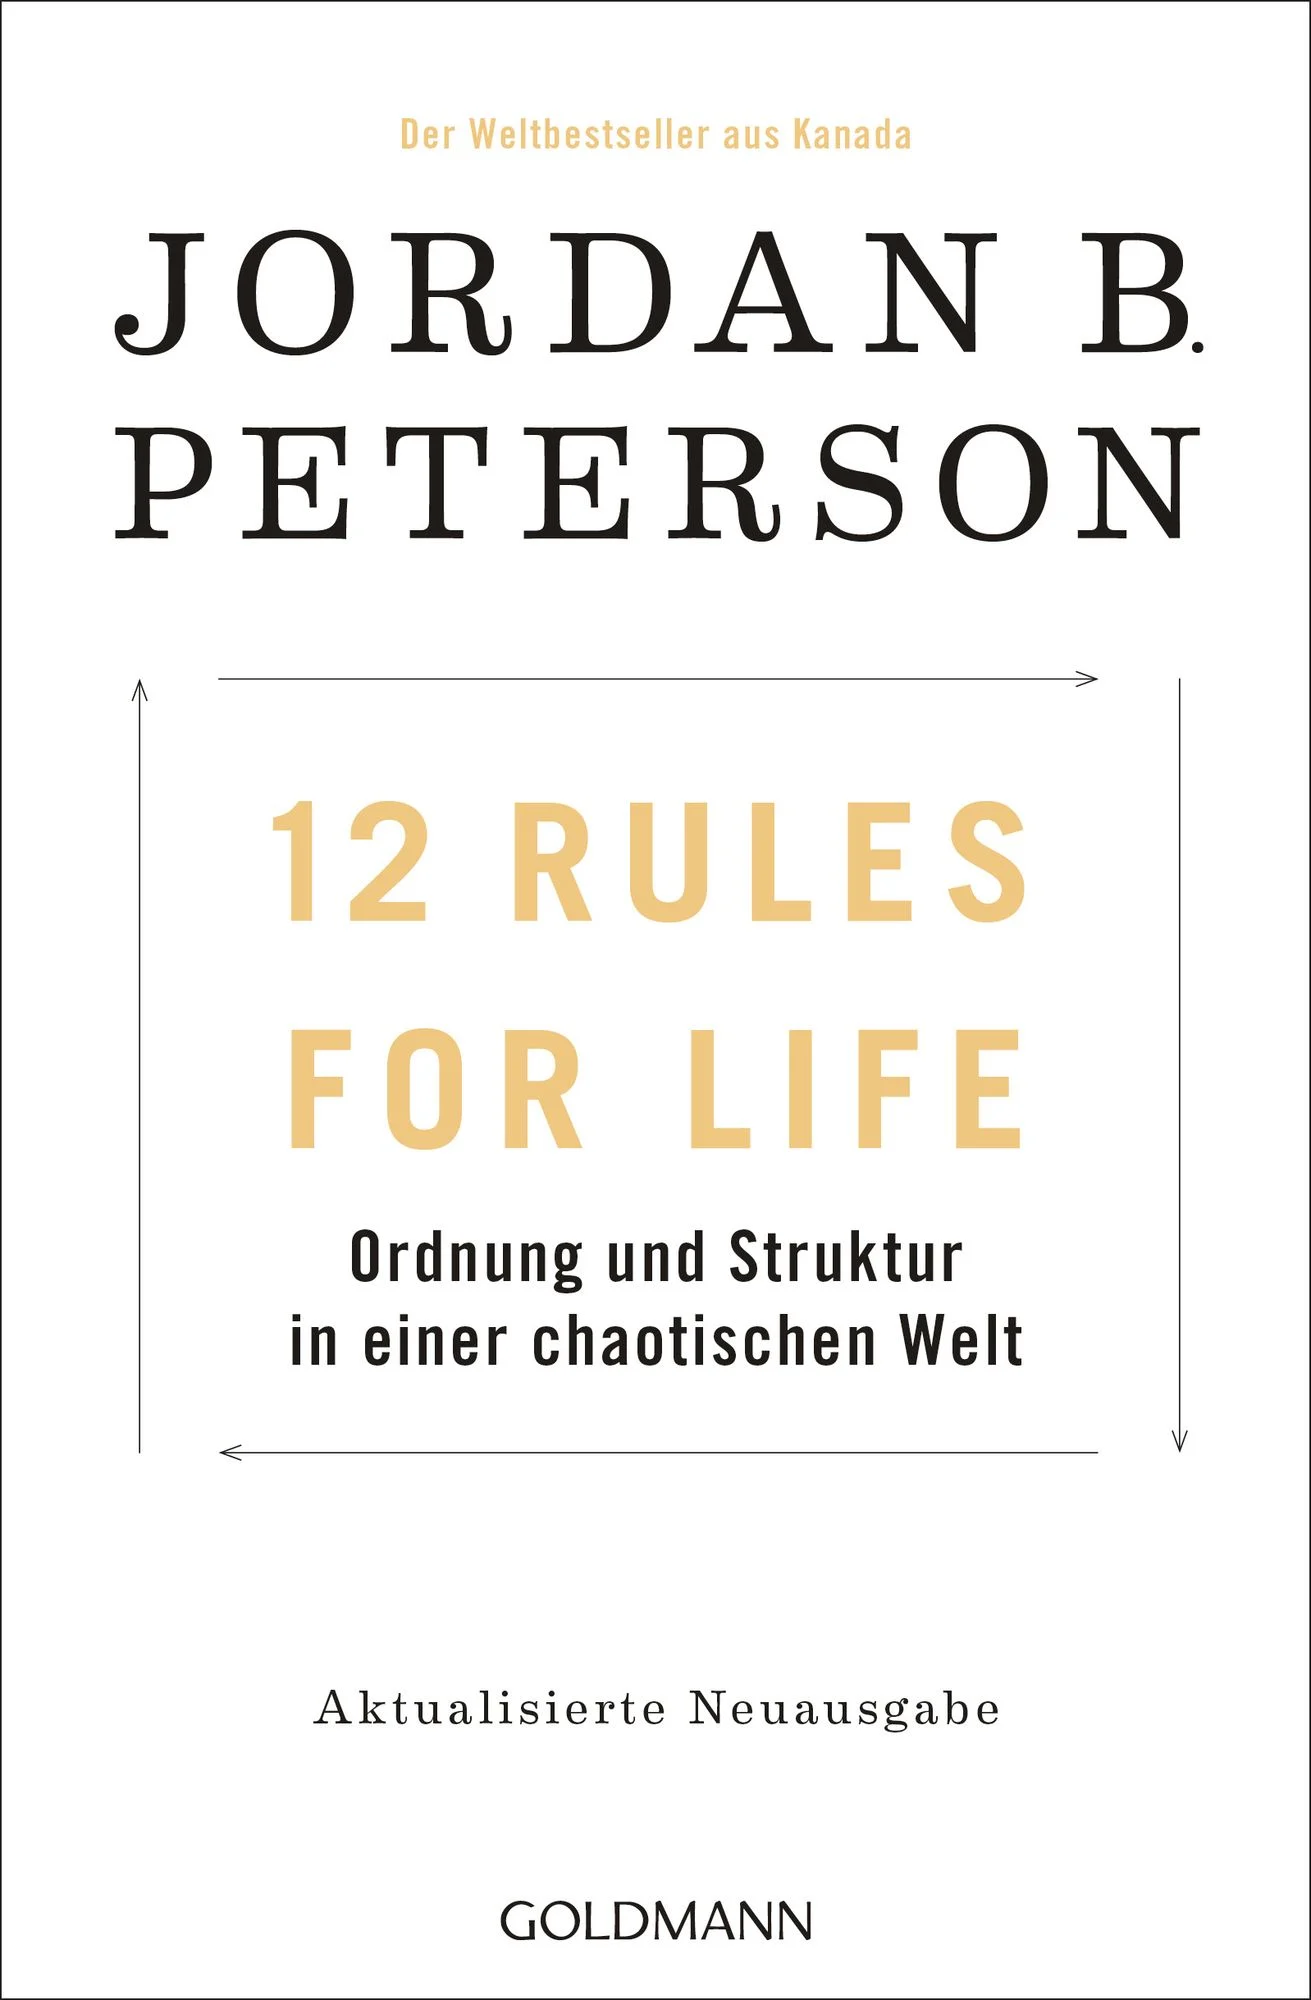 Der Weltbestseller aus Kanada
JORDAN B.
PETERSON
12 RULES
FOR LIFE
Ordnung und Struktur
in einer chaotischen Welt
Aktualisierte Neuausgabe
GOLDMANN